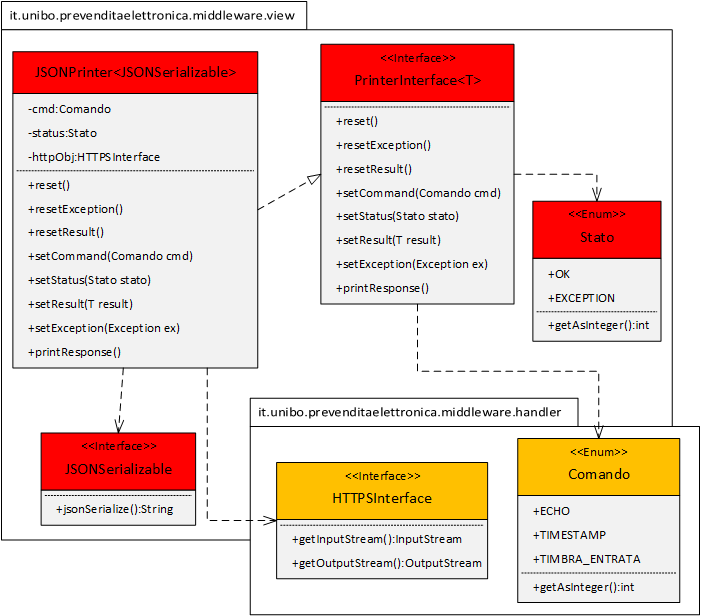 it.unibo.prevenditaelettronica.middleware.view
JSONPrinter<JSONSerializable>
-cmd:Comando
-status:Stato
-httpObj:HTTPSInterface
+reset()
+resetException()
+resetResult()
+setCommand(Comando cmd)
+setStatus(Stato stato)
+setResult(T result)
+setException(Exception ex)
+printResponse()
<<Interface>>
PrinterInterface<T>
+reset()
+resetException()
+resetResult()
+setCommand(Comando cmd)
+setStatus(Stato stato)
+setResult(T result)
+setException(Exception ex)
+printResponse()
<<Enum>>
Stato
+OK
+EXCEPTION
+getAsInteger():int
<<Interface>>
JSONSerializable
+jsonSerialize():String
it.unibo.prevenditaelettronica.middleware.handler
<<Interface>>
HTTPSInterface
+getInputStream():InputStream
+getOutputStream():OutputStream
<<Enum>>
Comando
+ECHO
+TIMESTAMP
+TIMBRA_ENTRATA
+getAsInteger():int